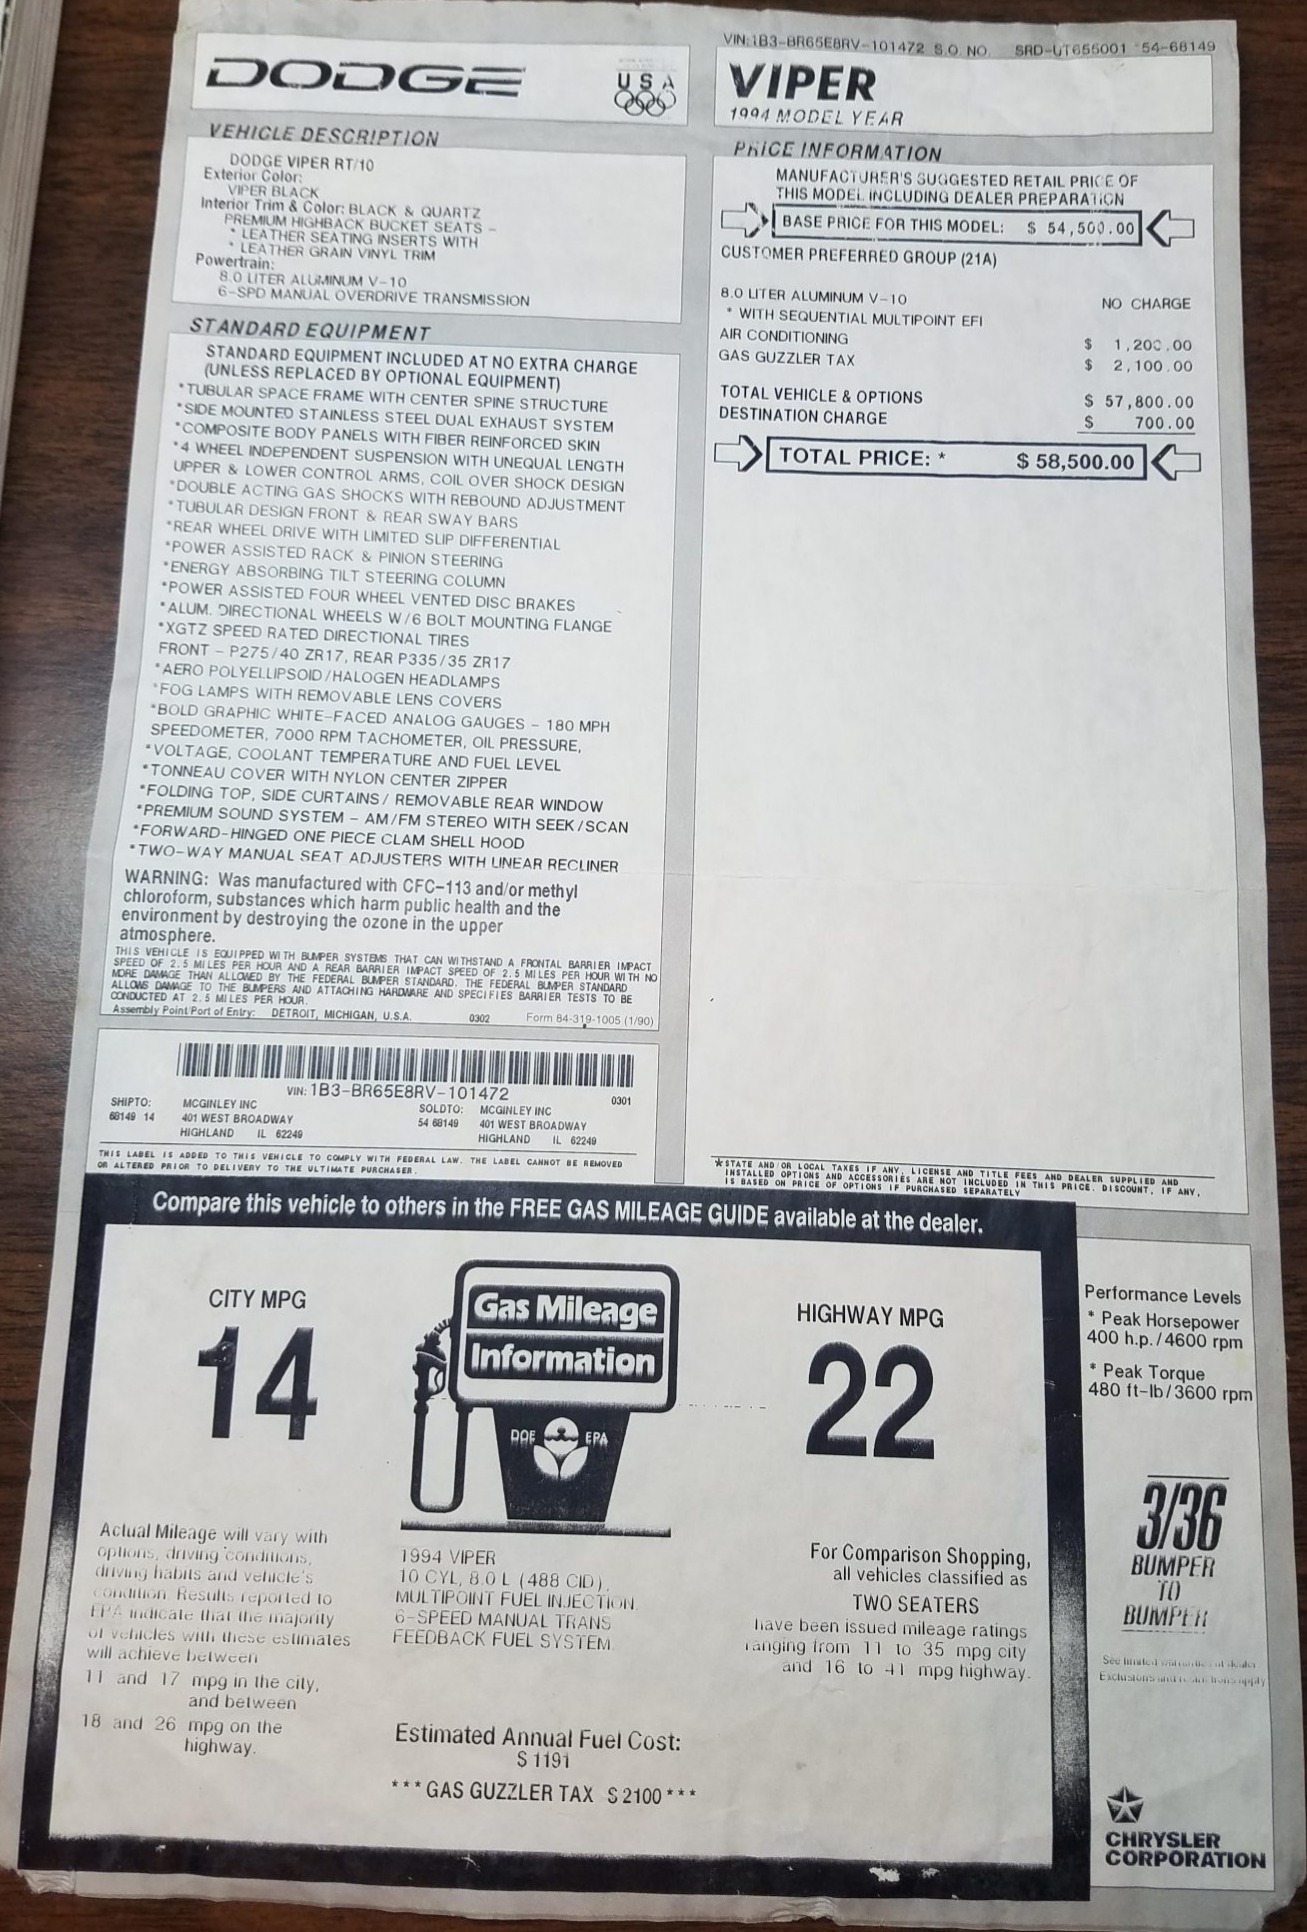 VIN:1B3-BR65E8RV-101472 S.O. NO. SRD-UT655001 54-68149
DODGE
USA
VIPER
1994 MODEL YEAR
VEHICLE DESCRIPTION
DODGE VIPER RT/10
Exterior Color:
VIPER BLACK
Interior Trim & Color: BLACK & QUARTZ
PREMIUM HIGHBACK BUCKET SEATS -
* LEATHER SEATING INSERTS WITH
* LEATHER GRAIN VINYL TRIM
Powertrain:
8.0 LITER ALUMINUM V-10
6-SPD MANUAL OVERDRIVE TRANSMISSION
STANDARD EQUIPMENT
STANDARD EQUIPMENT INCLUDED AT NO EXTRA CHARGE
(UNLESS REPLACED BY OPTIONAL EQUIPMENT)
*TUBULAR SPACE FRAME WITH CENTER SPINE STRUCTURE
*SIDE MOUNTED STAINLESS STEEL DUAL EXHAUST SYSTEM
*COMPOSITE BODY PANELS WITH FIBER REINFORCED SKIN
*4 WHEEL INDEPENDENT SUSPENSION WITH UNEQUAL LENGTH
UPPER & LOWER CONTROL ARMS, COIL OVER SHOCK DESIGN
*DOUBLE ACTING GAS SHOCKS WITH REBOUND ADJUSTMENT
*TUBULAR DESIGN FRONT & REAR SWAY BARS
*REAR WHEEL DRIVE WITH LIMITED SLIP DIFFERENTIAL
*POWER ASSISTED RACK & PINION STEERING
*ENERGY ABSORBING TILT STEERING COLUMN
*POWER ASSISTED FOUR WHEEL VENTED DISC BRAKES
*ALUM. DIRECTIONAL WHEELS W/6 BOLT MOUNTING FLANGE
*XGTZ SPEED RATED DIRECTIONAL TIRES
FRONT - P275/40 ZR17, REAR P335/35 ZR17
*AERO POLYELLIPSOID/HALOGEN HEADLAMPS
*FOG LAMPS WITH REMOVABLE LENS COVERS
*BOLD GRAPHIC WHITE-FACED ANALOG GAUGES - 180 MPH
SPEEDOMETER, 7000 RPM TACHOMETER, OIL PRESSURE,
*VOLTAGE, COOLANT TEMPERATURE AND FUEL LEVEL
*TONNEAU COVER WITH NYLON CENTER ZIPPER
*FOLDING TOP, SIDE CURTAINS/ REMOVABLE REAR WINDOW
*PREMIUM SOUND SYSTEM - AM/FM STEREO WITH SEEK/SCAN
*FORWARD-HINGED ONE PIECE CLAM SHELL HOOD
*TWO-WAY MANUAL SEAT ADJUSTERS WITH LINEAR RECLINER
WARNING: Was manufactured with CFC-113 and/or methyl
chloroform, substances which harm public health and the
environment by destroying the ozone in the upper
atmosphere.
THIS VEHICLE IS EQUIPPED WITH BUMPER SYSTEMS THAT CAN WITHSTAND A FRONTAL BARRIER IMPACT
SPEED OF 2.5 MILES PER HOUR AND A REAR BARRIER IMPACT SPEED OF 2.5 MILES PER HOUR WITH NO
MORE DAMAGE THAN ALLOWED BY THE FEDERAL BUMPER STANDARD. THE FEDERAL BUMPER STANDARD
ALLOWS DAMAGE TO THE BUMPERS AND ATTACHING HARDWARE AND SPECIFIES BARRIER TESTS TO BE
CONDUCTED AT 2.5 MILES PER HOUR.
Assembly Point/Port of Entry: DETROIT, MICHIGAN, U.S.A. 0302 Form 84-319-1005 (1/90)
VIN: 1B3-BR65E8RV-101472
0301
SHIPTO: MCGINLEY INC SOLDTO: MCGINLEY INC
68149 14 401 WEST BROADWAY 54 68149 401 WEST BROADWAY
HIGHLAND IL 62249 HIGHLAND IL 62249
THIS LABEL IS ADDED TO THIS VEHICLE TO COMPLY WITH FEDERAL LAW. THE LABEL CANNOT BE REMOVED
OR ALTERED PRIOR TO DELIVERY TO THE ULTIMATE PURCHASER.
PRICE INFORMATION
MANUFACTURER'S SUGGESTED RETAIL PRICE OF
THIS MODEL INCLUDING DEALER PREPARATION
BASE PRICE FOR THIS MODEL: $ 54,500.00
CUSTOMER PREFERRED GROUP (21A)
8.0 LITER ALUMINUM V-10 NO CHARGE
* WITH SEQUENTIAL MULTIPOINT EFI
AIR CONDITIONING $ 1,200.00
GAS GUZZLER TAX $ 2,100.00
TOTAL VEHICLE & OPTIONS $ 57,800.00
DESTINATION CHARGE $ 700.00
TOTAL PRICE: * $ 58,500.00
*STATE AND/OR LOCAL TAXES IF ANY, LICENSE AND TITLE FEES AND DEALER SUPPLIED AND
INSTALLED OPTIONS AND ACCESSORIES ARE NOT INCLUDED IN THIS PRICE. DISCOUNT, IF ANY,
IS BASED ON PRICE OF OPTIONS IF PURCHASED SEPARATELY
Compare this vehicle to others in the FREE GAS MILEAGE GUIDE available at the dealer.
CITY MPG
14
Gas Mileage
Information
DOE EPA
HIGHWAY MPG
22
Actual Mileage will vary with
options, driving conditions,
driving habits and vehicle's
condition. Results reported to
EPA indicate that the majority
of vehicles with these estimates
will achieve between
11 and 17 mpg in the city,
and between
18 and 26 mpg on the
highway.
1994 VIPER
10 CYL, 8.0 L (488 CID),
MULTIPOINT FUEL INJECTION,
6-SPEED MANUAL TRANS
FEEDBACK FUEL SYSTEM
Estimated Annual Fuel Cost:
$ 1191
*** GAS GUZZLER TAX $ 2100 ***
For Comparison Shopping,
all vehicles classified as
TWO SEATERS
have been issued mileage ratings
ranging from 11 to 35 mpg city
and 16 to 41 mpg highway.
Performance Levels
* Peak Horsepower
400 h.p./4600 rpm
* Peak Torque
480 ft-lb/3600 rpm
3/36
BUMPER
TO
BUMPER
See limited warranties at dealer
Exclusions and restrictions apply
CHRYSLER
CORPORATION